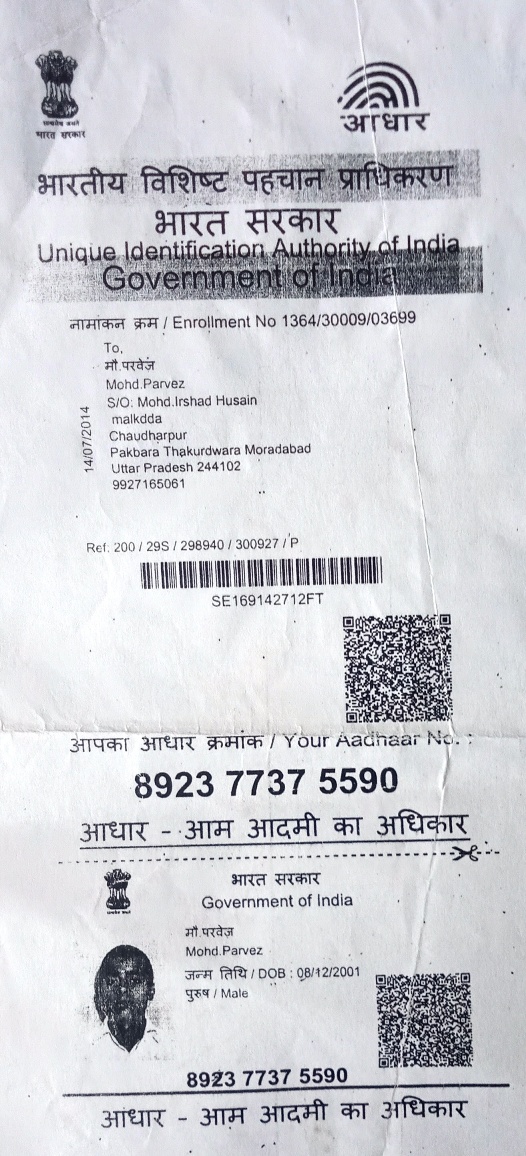 भारत सरकार
आधार
भारतीय विशिष्ट पहचान प्राधिकरण
भारत सरकार
Unique Identification Authority of India
Government of India
नामांकन क्रम / Enrollment No 1364/30009/03699
To,
मौ.परवेज़
Mohd.Parvez
S/O: Mohd.Irshad Husain
malkdda
Chaudharpur
Pakbara Thakurdwara Moradabad
Uttar Pradesh 244102
9927165061
14/07/2014
Ref: 200 / 29S / 298940 / 300927 / P
SE169142712FT
आपका आधार क्रमांक / Your Aadhaar No. :
8923 7737 5590
आधार - आम आदमी का अधिकार
भारत सरकार
Government of India
मौ.परवेज़
Mohd.Parvez
जन्म तिथि / DOB : 08/12/2001
पुरुष / Male
8923 7737 5590
आधार - आम आदमी का अधिकार